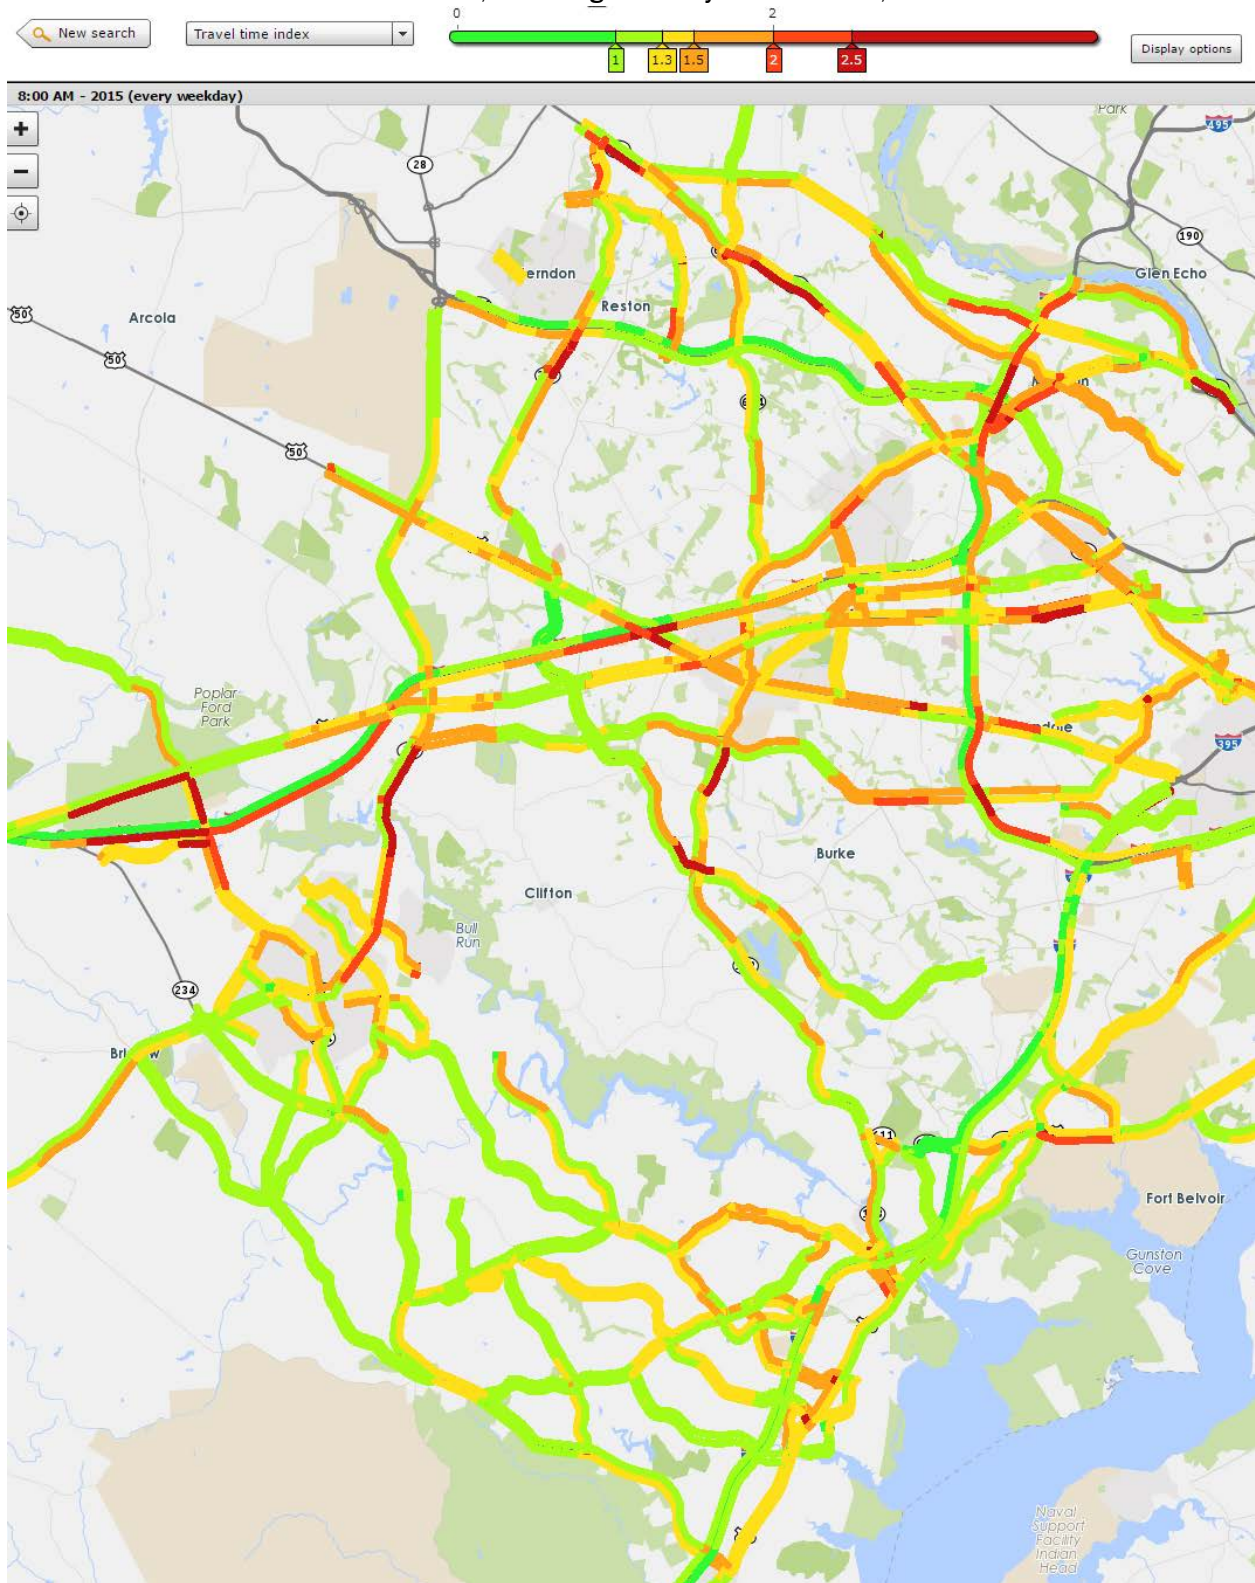 0 2
New search
Travel time index
1 1.3 1.5 2 2.5
Display options
8:00 AM - 2015 (every weekday)
+
Park
495
28
190
−
Glen Echo
erndon
Reston
50
Arcola
50
50
Poplar
Ford
Park
395
Burke
Clifton
Bull
Run
234
Fort Belvoir
Gunston
Cove
Naval
Support
Facility
Indian
Head